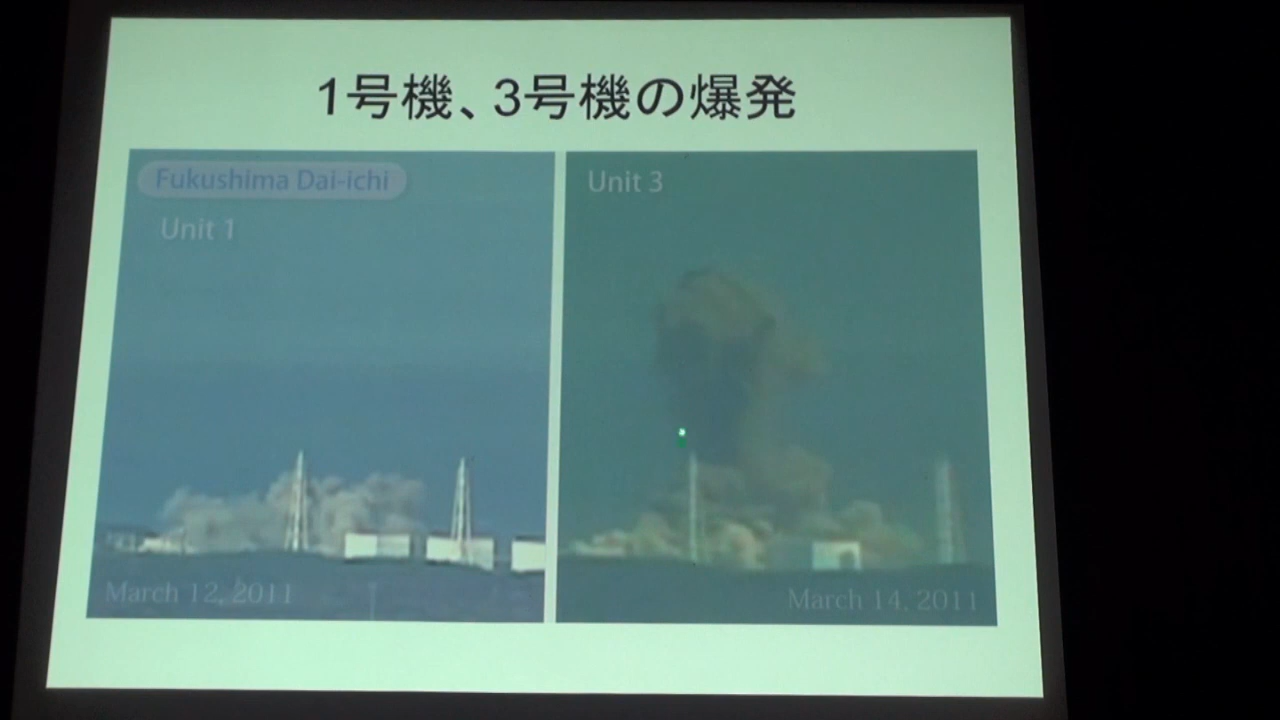 1号機、3号機の爆発
Fukushima Dai-ichi
Unit 1
Unit 3
March 12, 2011
March 14, 2011